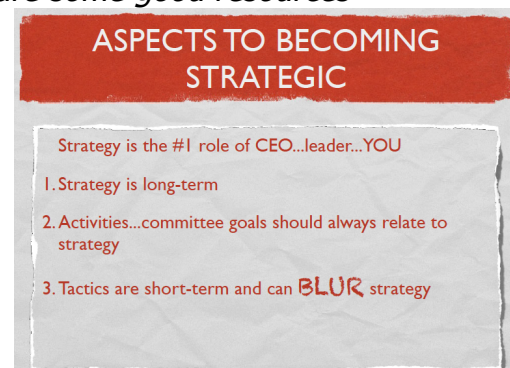 are some good resources
ASPECTS TO BECOMING
STRATEGIC
Strategy is the #1 role of CEO...leader...YOU
1. Strategy is long-term
2. Activities...committee goals should always relate to
strategy
3. Tactics are short-term and can BLUR strategy